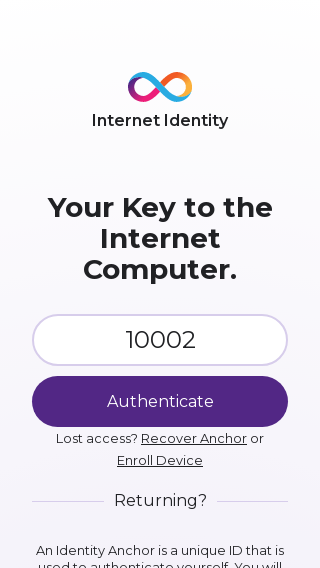 Internet Identity
Your Key to the
Internet
Computer.
10002
Authenticate
Lost access? Recover Anchor or
Enroll Device
Returning?
An Identity Anchor is a unique ID that is
used to authenticate yourself. You will